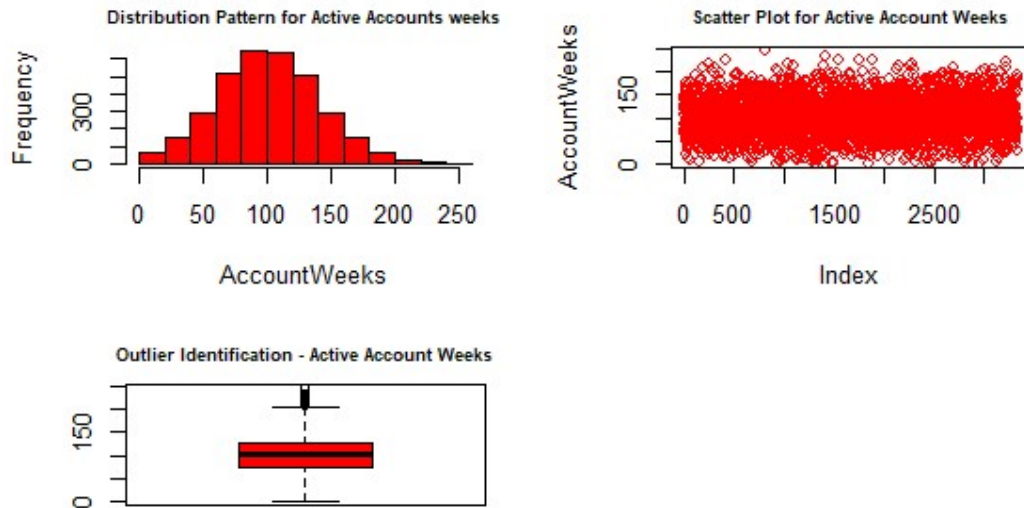 Distribution Pattern for Active Accounts weeks
Frequency
300
0
0 50 100 150 200 250
AccountWeeks
Scatter Plot for Active Account Weeks
AccountWeeks
150
0
0 500 1500 2500
Index
Outlier Identification - Active Account Weeks
150
0